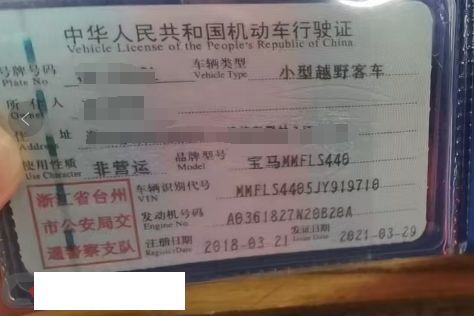 中华人民共和国机动车行驶证
Vehicle License of the People's Republic of China
号牌号码 车辆类型 小型越野客车
Plate No. Vehicle Type
所有人
Owner
住址
Address
使用性质 非营运 品牌型号 宝马MMFLS440
Use Character Model
浙江省台州 车辆识别代号 MMFLS4405JY919710
VIN
市公安局交 发动机号码 A0361827N20B20A
Engine No.
通警察支队 注册日期 2018-03-21 发证日期 2021-03-29
Register Date Issue Date